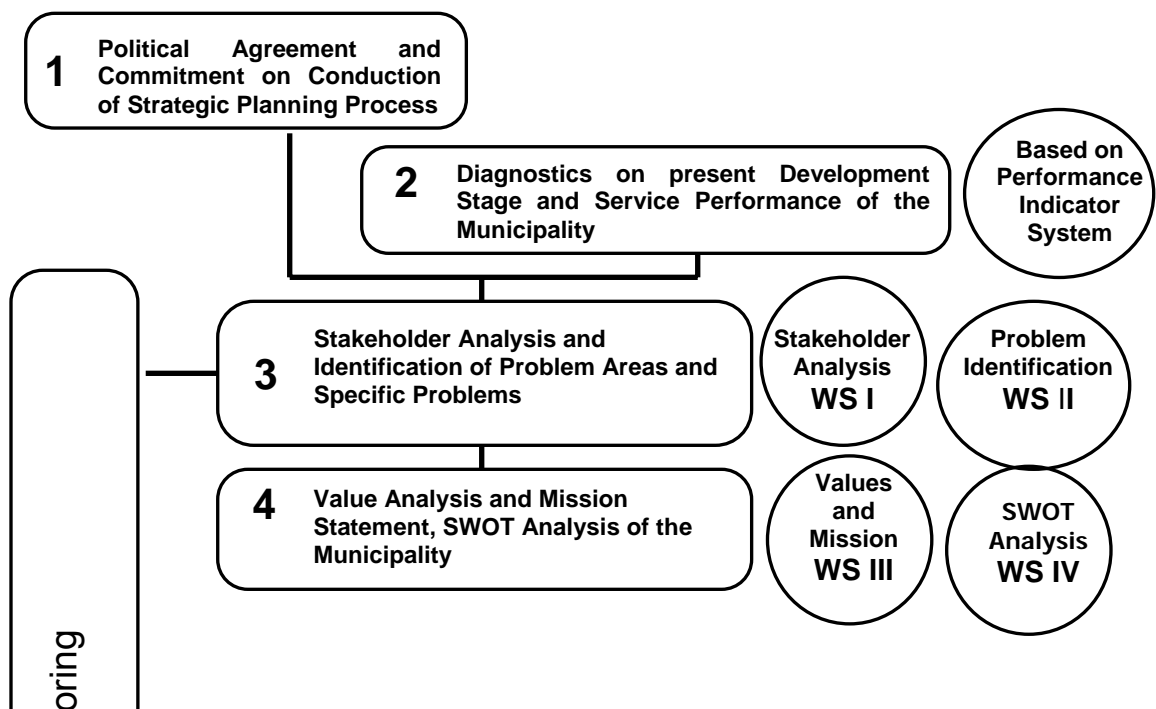 1
Political Agreement and
Commitment on Conduction
of Strategic Planning Process
2
Diagnostics on present Development
Stage and Service Performance of the
Municipality
Based on
Performance
Indicator
System
3
Stakeholder Analysis and
Identification of Problem Areas and
Specific Problems
Stakeholder
Analysis
WS I
Problem
Identification
WS II
4
Value Analysis and Mission
Statement, SWOT Analysis of the
Municipality
Values
and
Mission
WS III
SWOT
Analysis
WS IV
oring